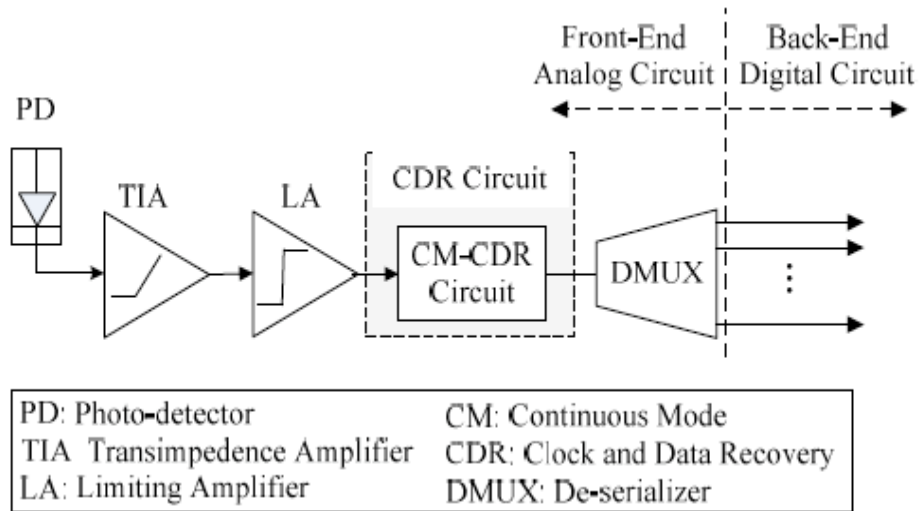 Front-End
Analog Circuit
Back-End
Digital Circuit
PD
TIA
LA
CDR Circuit
CM-CDR
Circuit
DMUX
PD: Photo-detector
CM: Continuous Mode
TIA Transimpedence Amplifier
CDR: Clock and Data Recovery
LA: Limiting Amplifier
DMUX: De-serializer